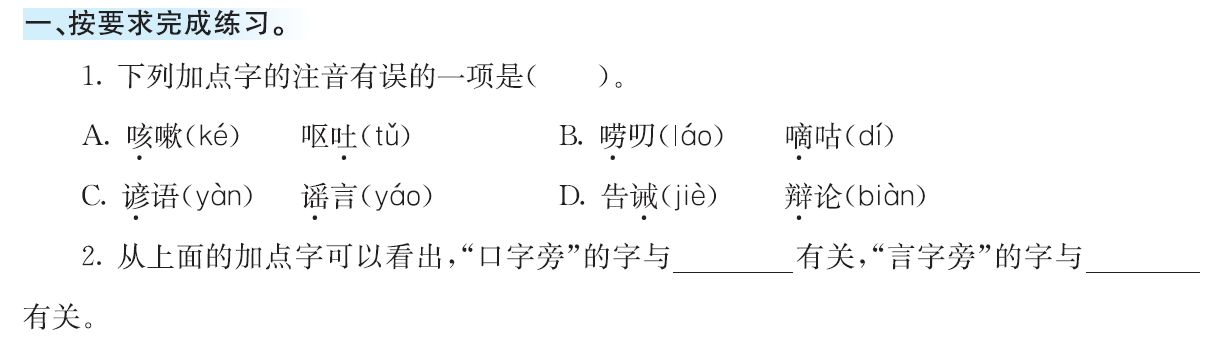 一、按要求完成练习。
1. 下列加点字的注音有误的一项是(　　)。
A. 咳嗽(ké)　　呕吐(tǔ)　　B. 唠叨(láo)　　嘀咕(dí)
C. 谚语(yàn)　　谣言(yáo)　　D. 告诫(jiè)　　辩论(biàn)
2. 从上面的加点字可以看出,“口字旁”的字与________有关,“言字旁”的字与________
有关。